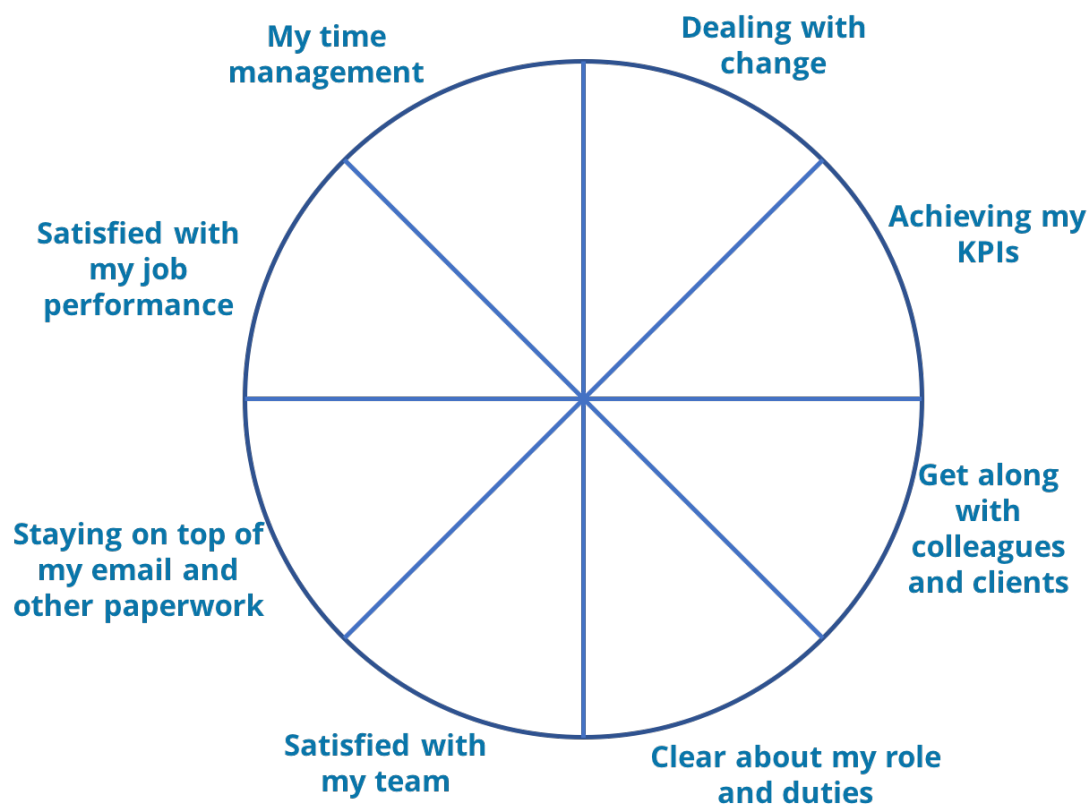 My time
management
Dealing with
change
Achieving my
KPIs
Get along
with
colleagues
and clients
Clear about my role
and duties
Satisfied with
my team
Staying on top of
my email and
other paperwork
Satisfied with
my job
performance